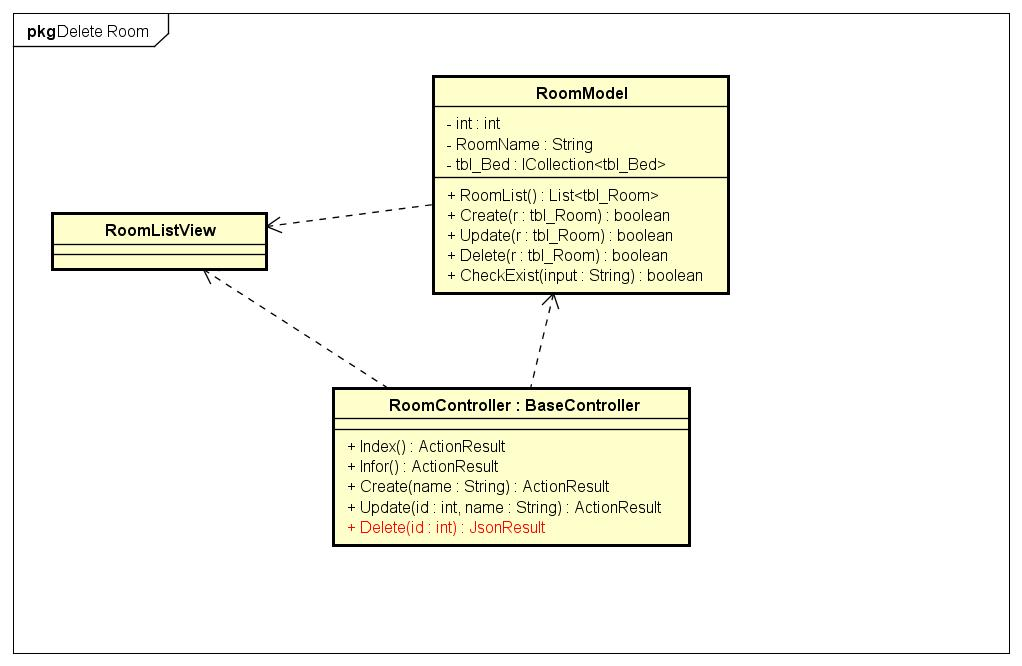 pkgDelete Room
RoomModel
- int : int
- RoomName : String
- tbl_Bed : ICollection<tbl_Bed>
+ RoomList() : List<tbl_Room>
+ Create(r : tbl_Room) : boolean
+ Update(r : tbl_Room) : boolean
+ Delete(r : tbl_Room) : boolean
+ CheckExist(input : String) : boolean
RoomListView
RoomController : BaseController
+ Index() : ActionResult
+ Infor() : ActionResult
+ Create(name : String) : ActionResult
+ Update(id : int, name : String) : ActionResult
+ Delete(id : int) : JsonResult